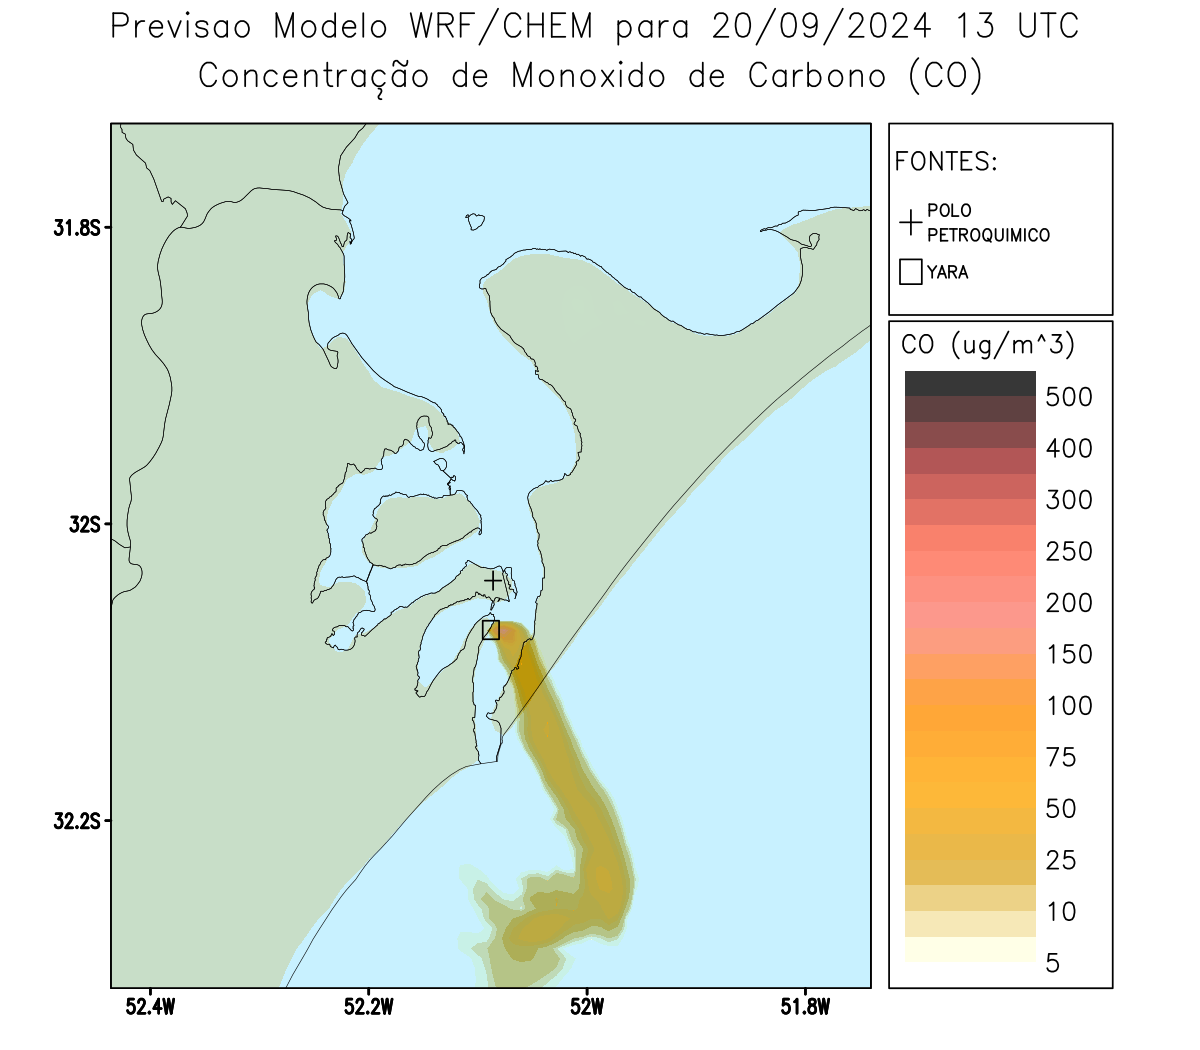 Previsao Modelo WRF/CHEM para 20/09/2024 13 UTC
Concentração de Monoxido de Carbono (CO)
FONTES:
POLO
PETROQUIMICO
YARA
CO (ug/m^3)
500
400
300
250
200
150
100
75
50
25
10
5
31.8S
32S
32.2S
52.4W
52.2W
52W
51.8W